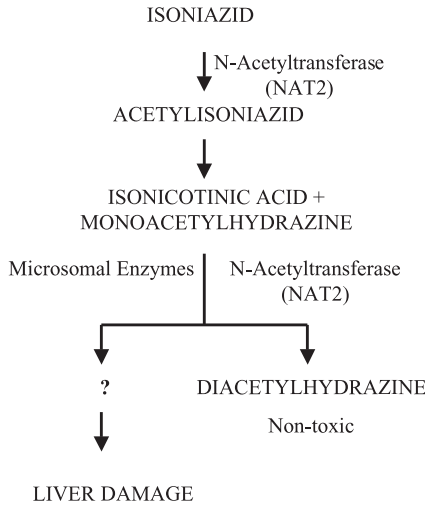 ISONIAZID
N-Acetyltransferase
(NAT2)
ACETYLISONIAZID
ISONICOTINIC ACID +
MONOACETYLHYDRAZINE
Microsomal Enzymes
N-Acetyltransferase
(NAT2)
?
DIACETYLHYDRAZINE
Non-toxic
LIVER DAMAGE